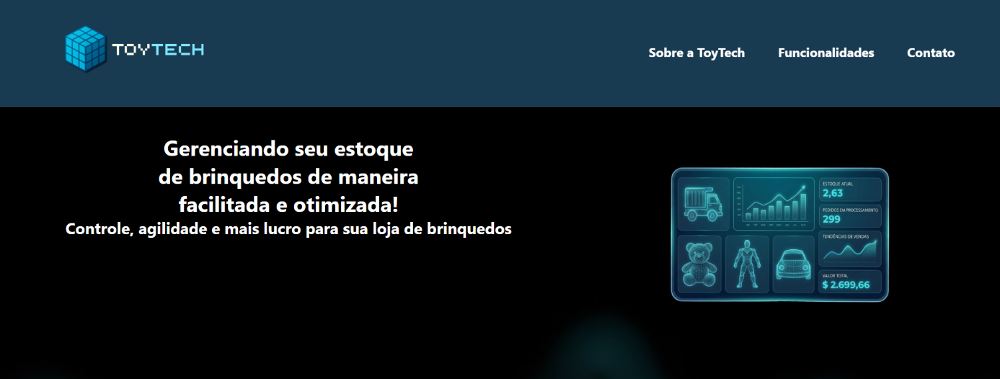 TOYTECH
Sobre a ToyTech Funcionalidades Contato
Gerenciando seu estoque
de brinquedos de maneira
facilitada e otimizada!
Controle, agilidade e mais lucro para sua loja de brinquedos
ESTOQUE ATUAL
2,63
PEDIDOS EM PROCESSAMENTO
299
TENDÊNCIAS DE VENDAS
VALOR TOTAL
$ 2.699,66